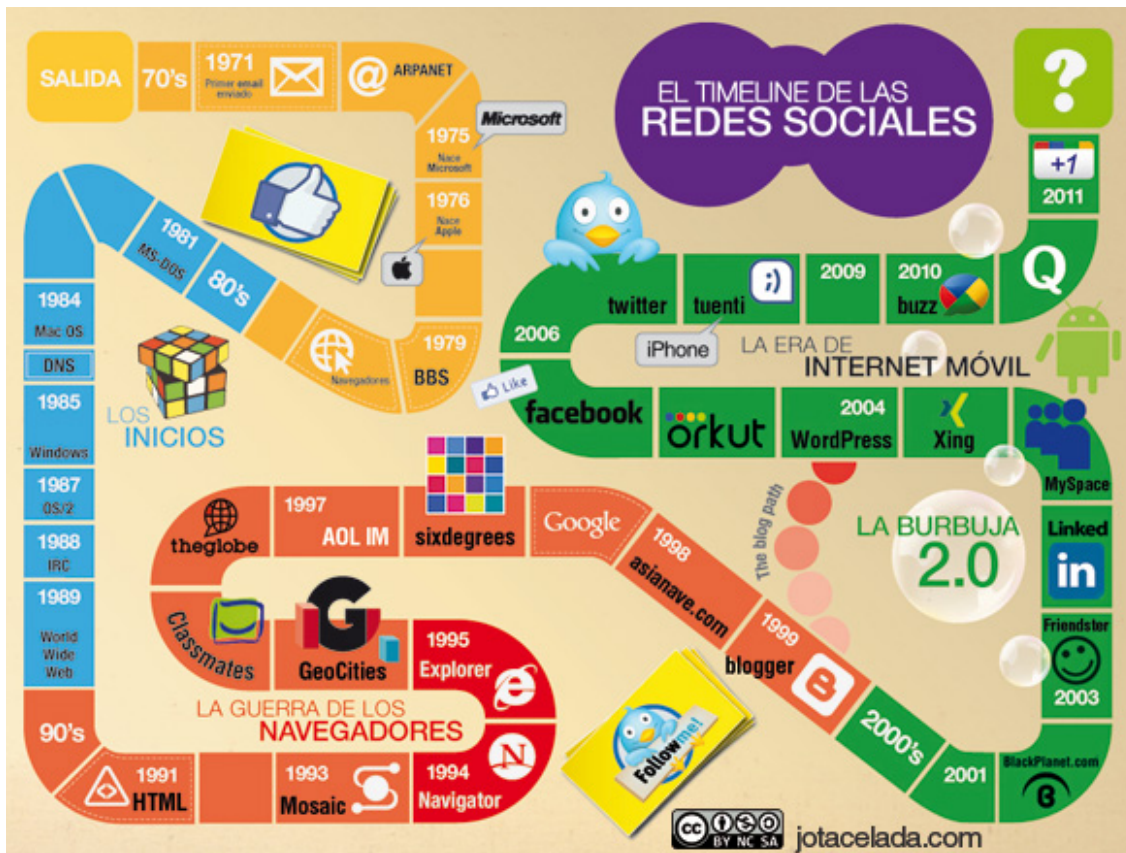 SALIDA
70's
1971
Primer email
enviado
@
ARPANET
Microsoft
1975
Nace
Microsoft
1976
Nace
Apple
1979
BBS
Navegadores
80's
1981
MS-DOS
1984
Mac OS
DNS
1985
Windows
1987
OS/2
1988
IRC
1989
World
Wide
Web
LOS
INICIOS
90's
1991
HTML
1993
Mosaic
1994
Navigator
N
1995
Explorer
e
LA GUERRA DE LOS
NAVEGADORES
G
GeoCities
Classmates
theglobe
1997
AOL IM
sixdegrees
Google
1998
asianave.com
1999
blogger
B
The blog path
2000's
2001
BlackPlanet.com
B
Friendster
2003
Linked
in
MySpace
LA BURBUJA
2.0
Xing
2004
WordPress
orkut
facebook
Like
2006
twitter
tuenti
;)
iPhone
2009
2010
buzz
LA ERA DE
INTERNET MÓVIL
Q
+1
2011
?
EL TIMELINE DE LAS
REDES SOCIALES
Followme!
cc
BY NC SA
jotacelada.com